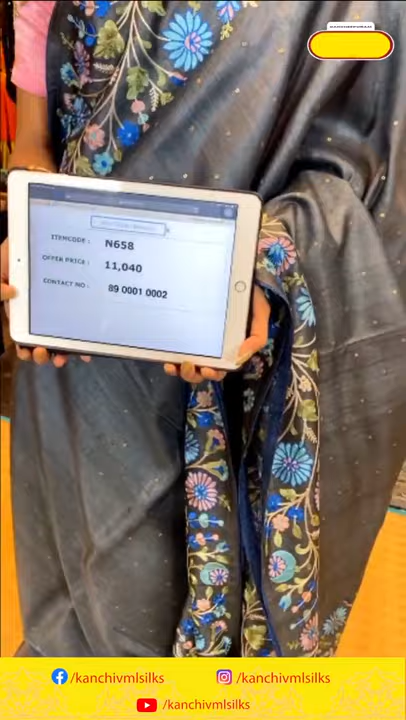 ITEMCODE : N658
OFFER PRICE : 11,040
CONTACT NO : 89 0001 0002
/kanchivmlsilks /kanchivmlsilks
/kanchivmlsilks